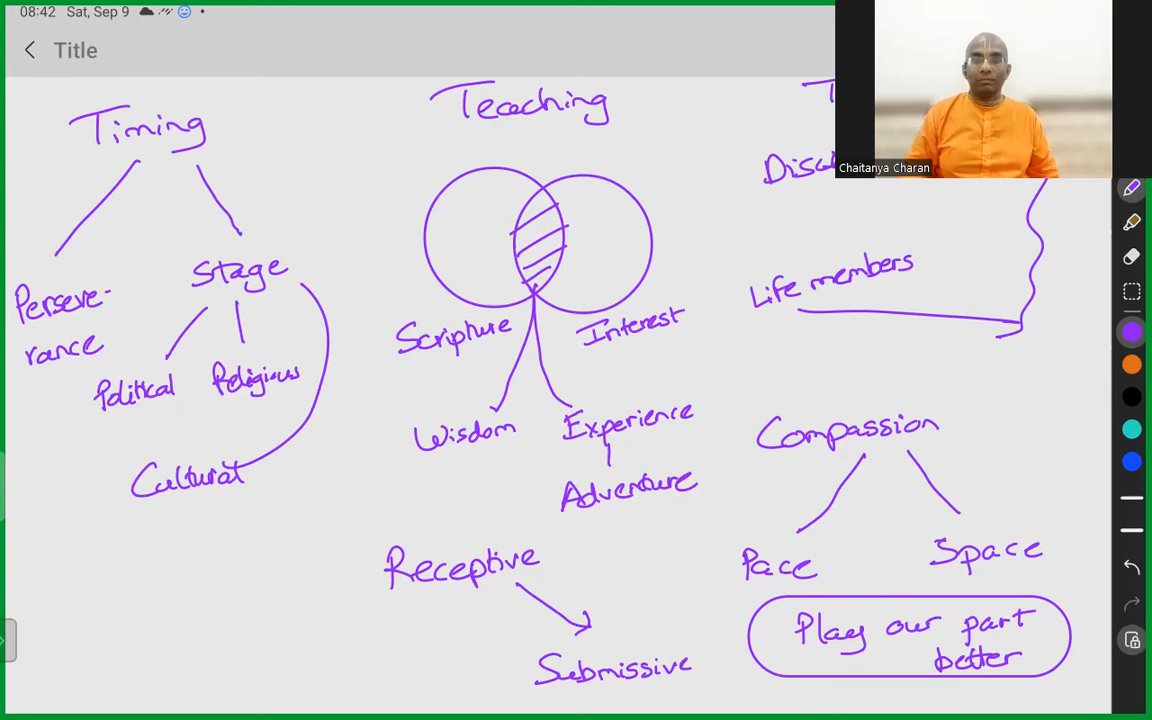 08:42 Sat, Sep 9
Title
Chaitanya Charan
Timing
Perseve-
rance
Stage
Political Religious
Cultural
Teaching
Scripture Interest
Wisdom Experience
Adventure
Receptive
Submissive
Life members
Compassion
Pace Space
Play our part
better